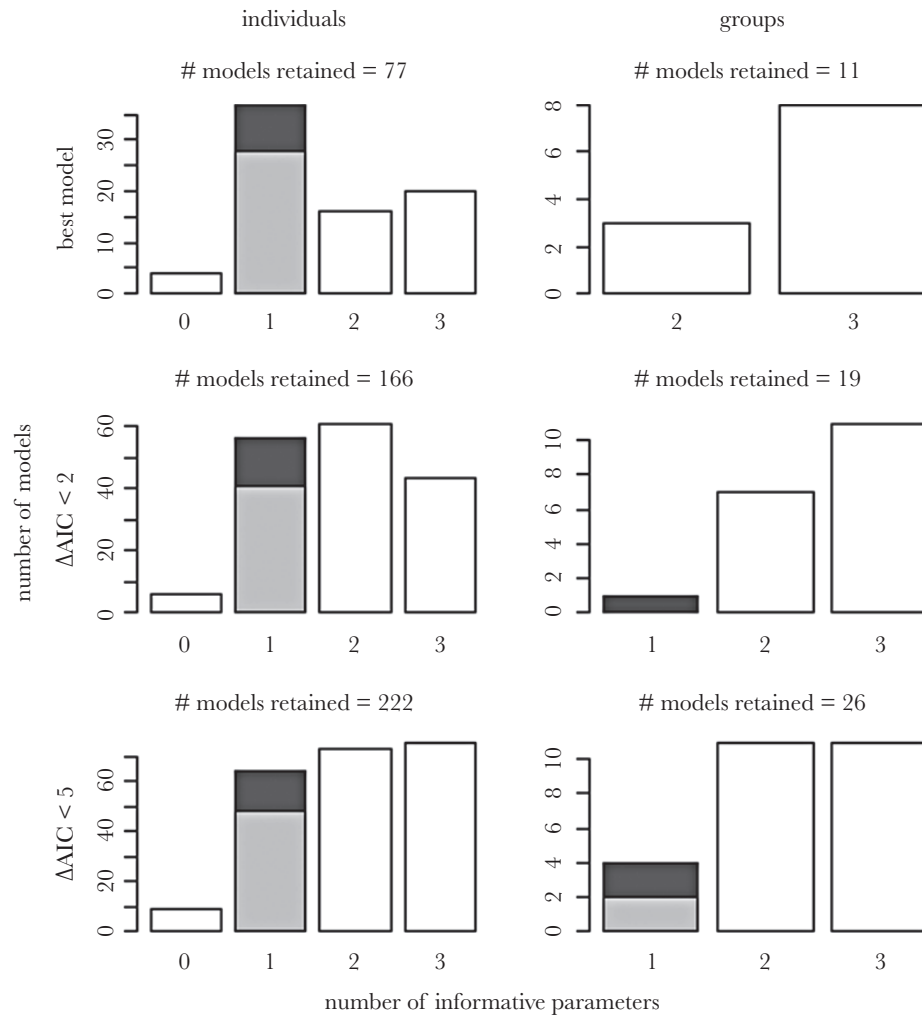 individuals
groups
# models retained = 77
# models retained = 11
best model
0 10 20 30
0 1 2 3
0 2 4 6 8
2 3
# models retained = 166
# models retained = 19
number of models
ΔAIC < 2
0 20 40 60
0 1 2 3
0 2 4 6 8 10
1 2 3
# models retained = 222
# models retained = 26
ΔAIC < 5
0 20 40 60
0 1 2 3
0 2 4 6 8 10
1 2 3
number of informative parameters